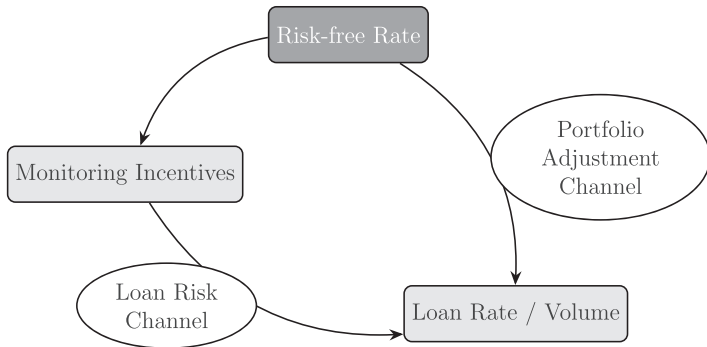 Risk-free Rate
Portfolio
Adjustment
Channel
Monitoring Incentives
Loan Risk
Channel
Loan Rate / Volume